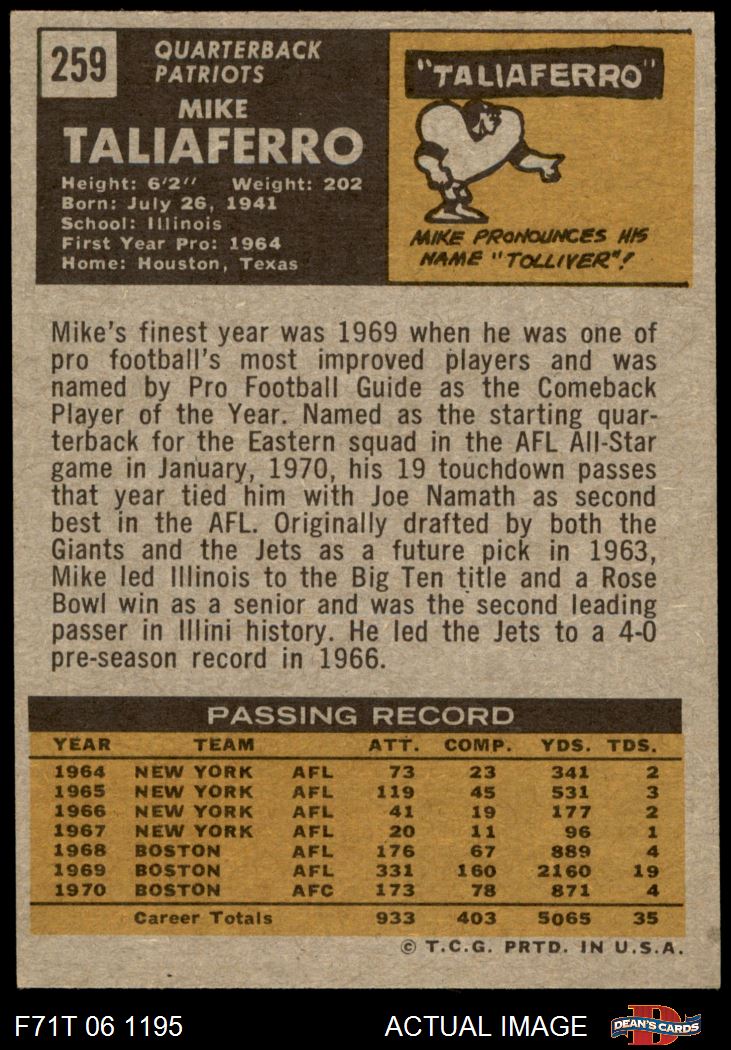 259
QUARTERBACK
PATRIOTS
MIKE
TALIAFERRO
Height: 6'2" Weight: 202
Born: July 26, 1941
School: Illinois
First Year Pro: 1964
Home: Houston, Texas
"TALIAFERRO"
MIKE PRONOUNCES HIS
NAME "TOLLIVER"!
Mike's finest year was 1969 when he was one of
pro football's most improved players and was
named by Pro Football Guide as the Comeback
Player of the Year. Named as the starting quar-
terback for the Eastern squad in the AFL All-Star
game in January, 1970, his 19 touchdown passes
that year tied him with Joe Namath as second
best in the AFL. Originally drafted by both the
Giants and the Jets as a future pick in 1963,
Mike led Illinois to the Big Ten title and a Rose
Bowl win as a senior and was the second leading
passer in Illini history. He led the Jets to a 4-0
pre-season record in 1966.
PASSING RECORD
YEAR TEAM ATT. COMP. YDS. TDS.
1964 NEW YORK AFL 73 23 341 2
1965 NEW YORK AFL 119 45 531 3
1966 NEW YORK AFL 41 19 177 2
1967 NEW YORK AFL 20 11 96 1
1968 BOSTON AFL 176 67 889 4
1969 BOSTON AFL 331 160 2160 19
1970 BOSTON AFC 173 78 871 4
Career Totals 933 403 5065 35
© T.C.G. PRTD. IN U.S.A.
F71T 06 1195 ACTUAL IMAGE DEAN'S CARDS